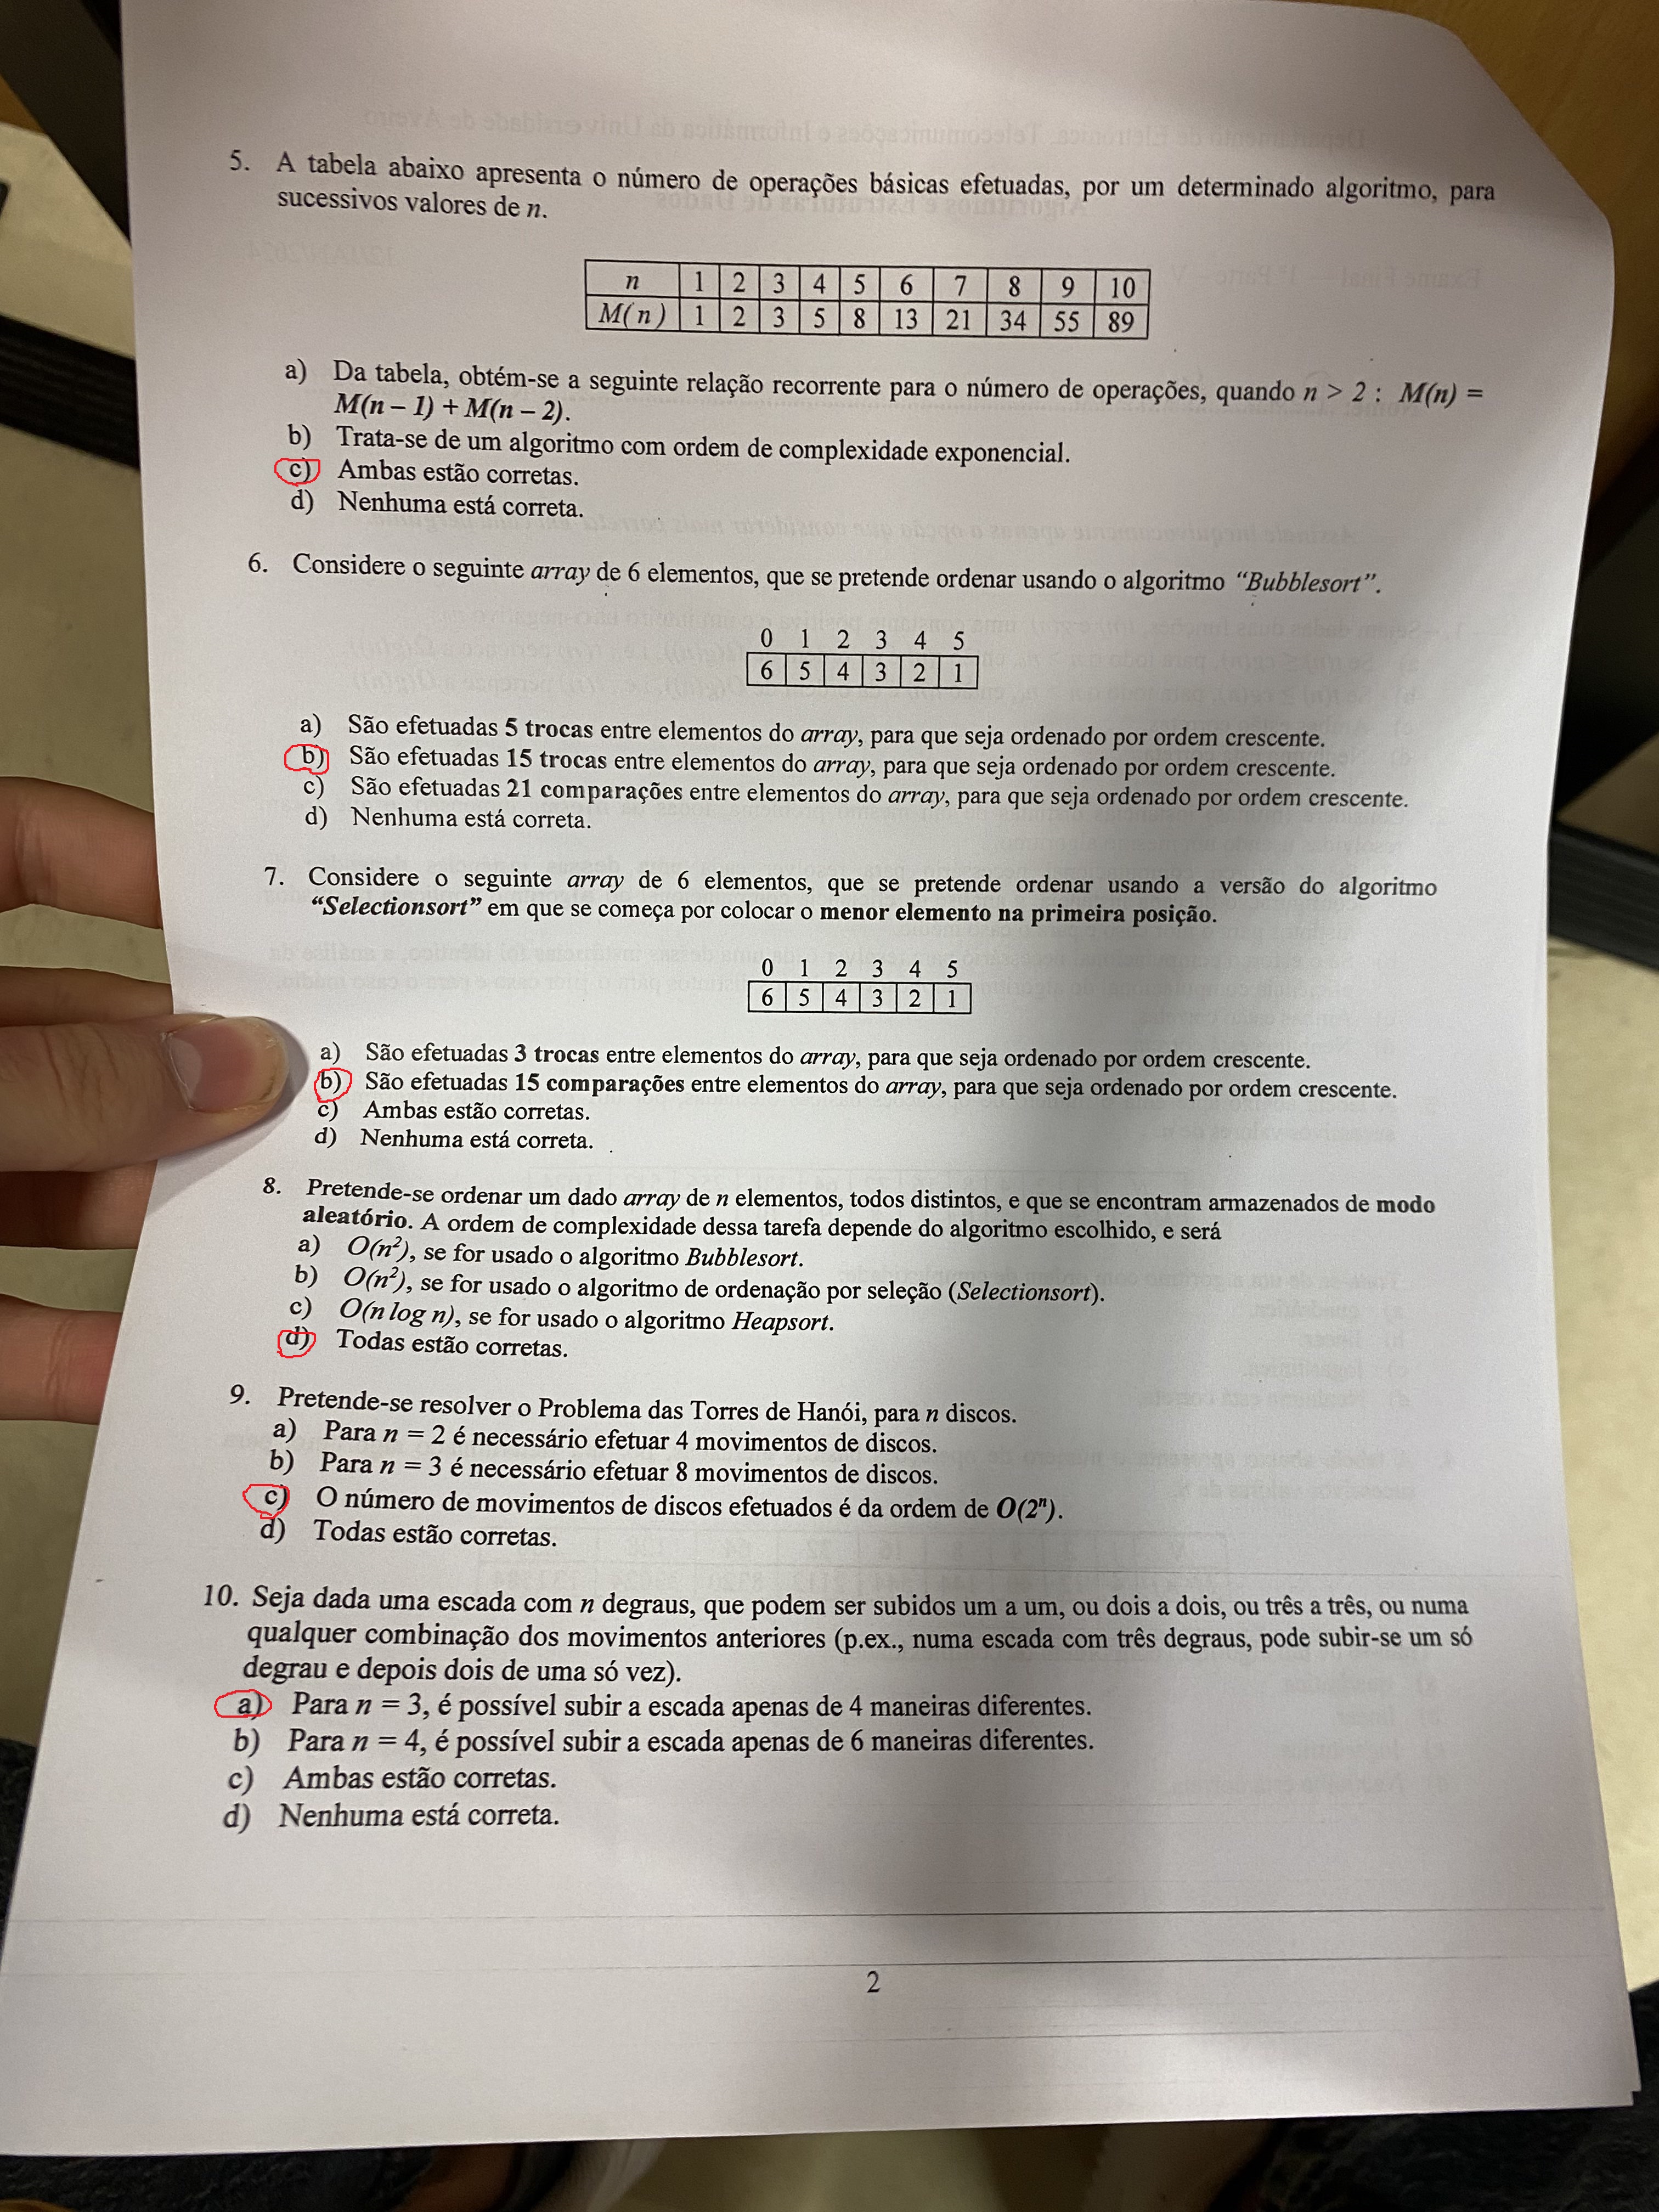 5. A tabela abaixo apresenta o número de operações básicas efetuadas, por um determinado algoritmo, para
sucessivos valores de n.
n 1 2 3 4 5 6 7 8 9 10
M(n) 1 2 3 5 8 13 21 34 55 89
a) Da tabela, obtém-se a seguinte relação recorrente para o número de operações, quando n > 2 : M(n) =
M(n – 1) + M(n – 2).
b) Trata-se de um algoritmo com ordem de complexidade exponencial.
c) Ambas estão corretas.
d) Nenhuma está correta.
6. Considere o seguinte array de 6 elementos, que se pretende ordenar usando o algoritmo “Bubblesort”.
0 1 2 3 4 5
6 5 4 3 2 1
a) São efetuadas 5 trocas entre elementos do array, para que seja ordenado por ordem crescente.
b) São efetuadas 15 trocas entre elementos do array, para que seja ordenado por ordem crescente.
c) São efetuadas 21 comparações entre elementos do array, para que seja ordenado por ordem crescente.
d) Nenhuma está correta.
7. Considere o seguinte array de 6 elementos, que se pretende ordenar usando a versão do algoritmo
“Selectionsort” em que se começa por colocar o menor elemento na primeira posição.
0 1 2 3 4 5
6 5 4 3 2 1
a) São efetuadas 3 trocas entre elementos do array, para que seja ordenado por ordem crescente.
b) São efetuadas 15 comparações entre elementos do array, para que seja ordenado por ordem crescente.
c) Ambas estão corretas.
d) Nenhuma está correta.
8. Pretende-se ordenar um dado array de n elementos, todos distintos, e que se encontram armazenados de modo
aleatório. A ordem de complexidade dessa tarefa depende do algoritmo escolhido, e será
a) O(n²), se for usado o algoritmo Bubblesort.
b) O(n²), se for usado o algoritmo de ordenação por seleção (Selectionsort).
c) O(n log n), se for usado o algoritmo Heapsort.
d) Todas estão corretas.
9. Pretende-se resolver o Problema das Torres de Hanói, para n discos.
a) Para n = 2 é necessário efetuar 4 movimentos de discos.
b) Para n = 3 é necessário efetuar 8 movimentos de discos.
c) O número de movimentos de discos efetuados é da ordem de O(2ⁿ).
d) Todas estão corretas.
10. Seja dada uma escada com n degraus, que podem ser subidos um a um, ou dois a dois, ou três a três, ou numa
qualquer combinação dos movimentos anteriores (p.ex., numa escada com três degraus, pode subir-se um só
degrau e depois dois de uma só vez).
a) Para n = 3, é possível subir a escada apenas de 4 maneiras diferentes.
b) Para n = 4, é possível subir a escada apenas de 6 maneiras diferentes.
c) Ambas estão corretas.
d) Nenhuma está correta.
2